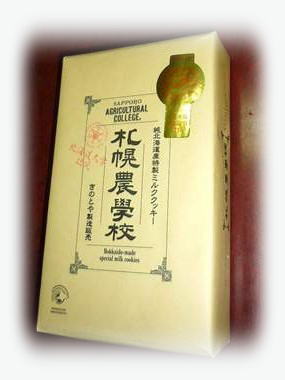 SAPPORO
AGRICULTURAL
COLLEGE.
純北海道産特製ミルククッキー
札幌農學校
きのとや製造販売
Hokkaido-made
special milk cookies